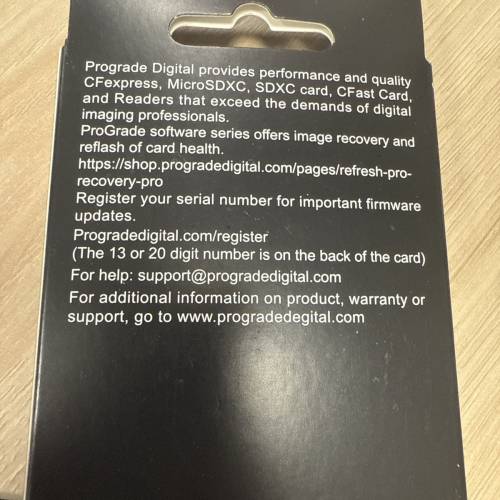 Prograde Digital provides performance and quality
CFexpress, MicroSDXC, SDXC card, CFast Card,
and Readers that exceed the demands of digital
imaging professionals.
ProGrade software series offers image recovery and
reflash of card health.
https://shop.progradedigital.com/pages/refresh-pro-
recovery-pro
Register your serial number for important firmware
updates.
Progradedigital.com/register
(The 13 or 20 digit number is on the back of the card)
For help: support@progradedigital.com
For additional information on product, warranty or
support, go to www.progradedegital.com